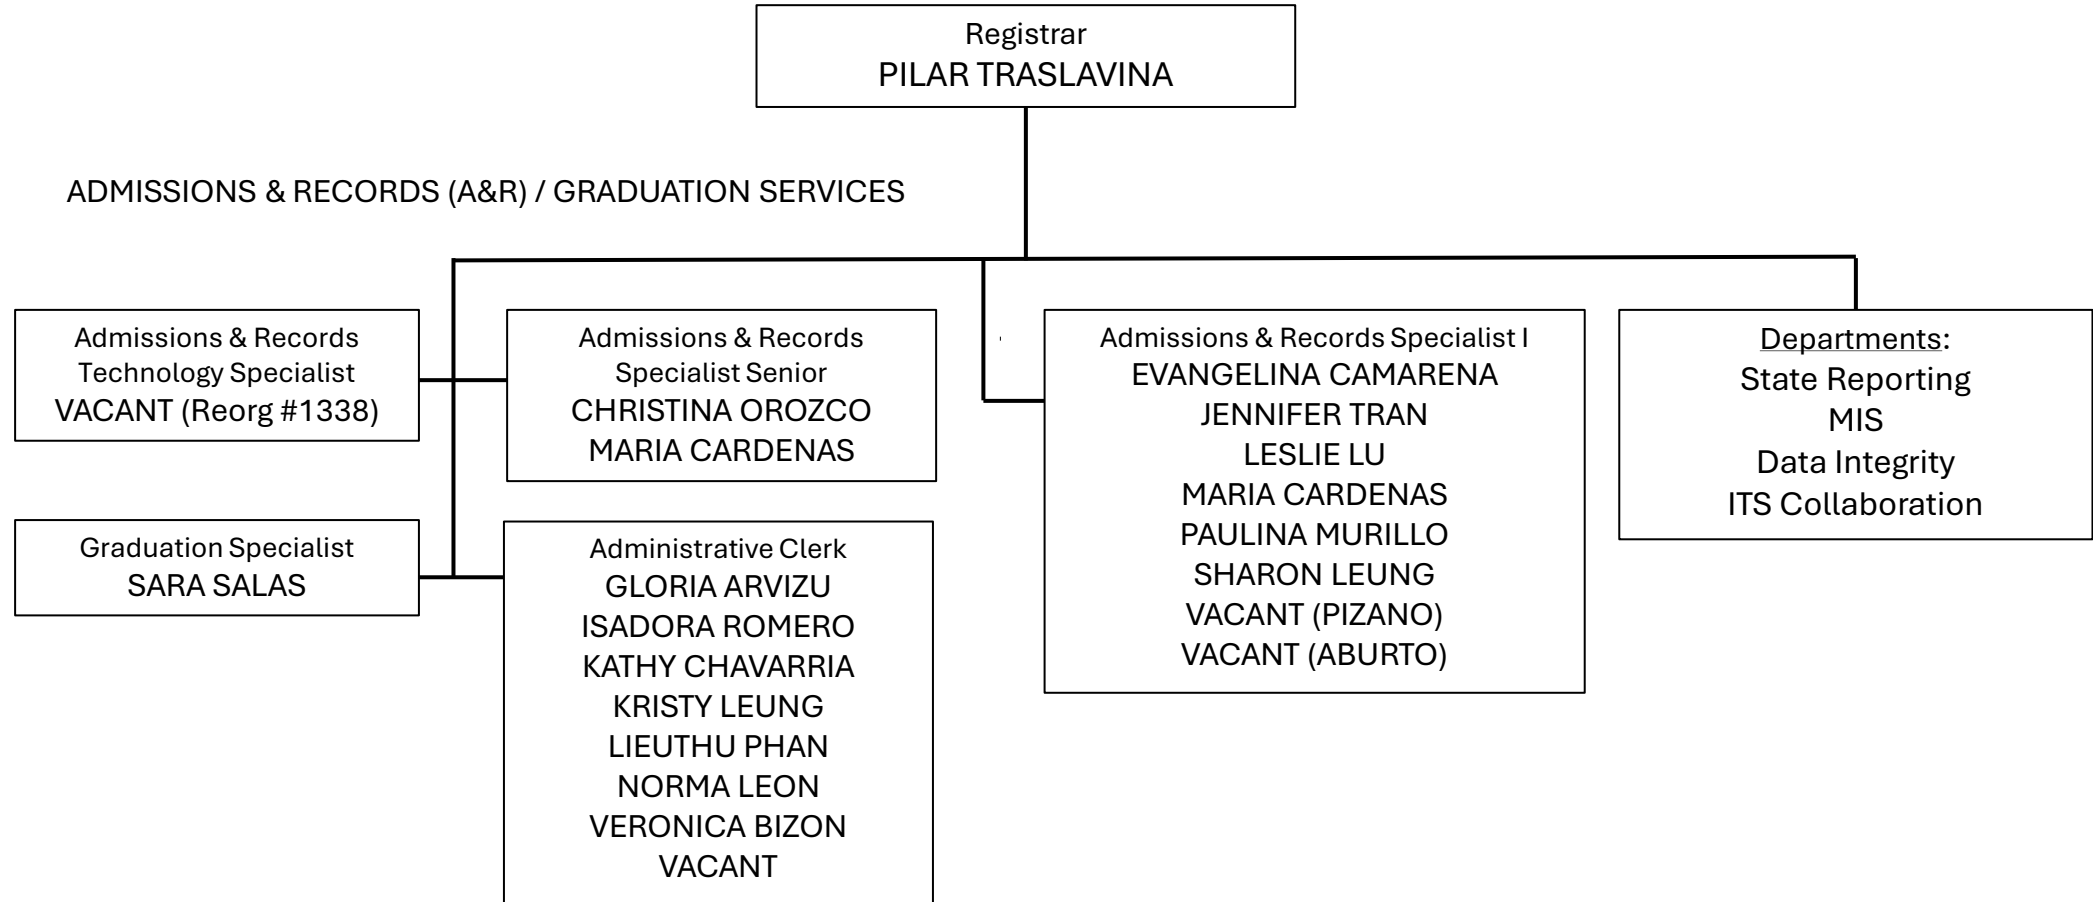 Registrar
PILAR TRASLAVINA
ADMISSIONS & RECORDS (A&R) / GRADUATION SERVICES
Admissions & Records
Technology Specialist
VACANT (Reorg #1338)
Admissions & Records
Specialist Senior
CHRISTINA OROZCO
MARIA CARDENAS
Admissions & Records Specialist I
EVANGELINA CAMARENA
JENNIFER TRAN
LESLIE LU
MARIA CARDENAS
PAULINA MURILLO
SHARON LEUNG
VACANT (PIZANO)
VACANT (ABURTO)
Departments:
State Reporting
MIS
Data Integrity
ITS Collaboration
Graduation Specialist
SARA SALAS
Administrative Clerk
GLORIA ARVIZU
ISADORA ROMERO
KATHY CHAVARRIA
KRISTY LEUNG
LIEUTHU PHAN
NORMA LEON
VERONICA BIZON
VACANT